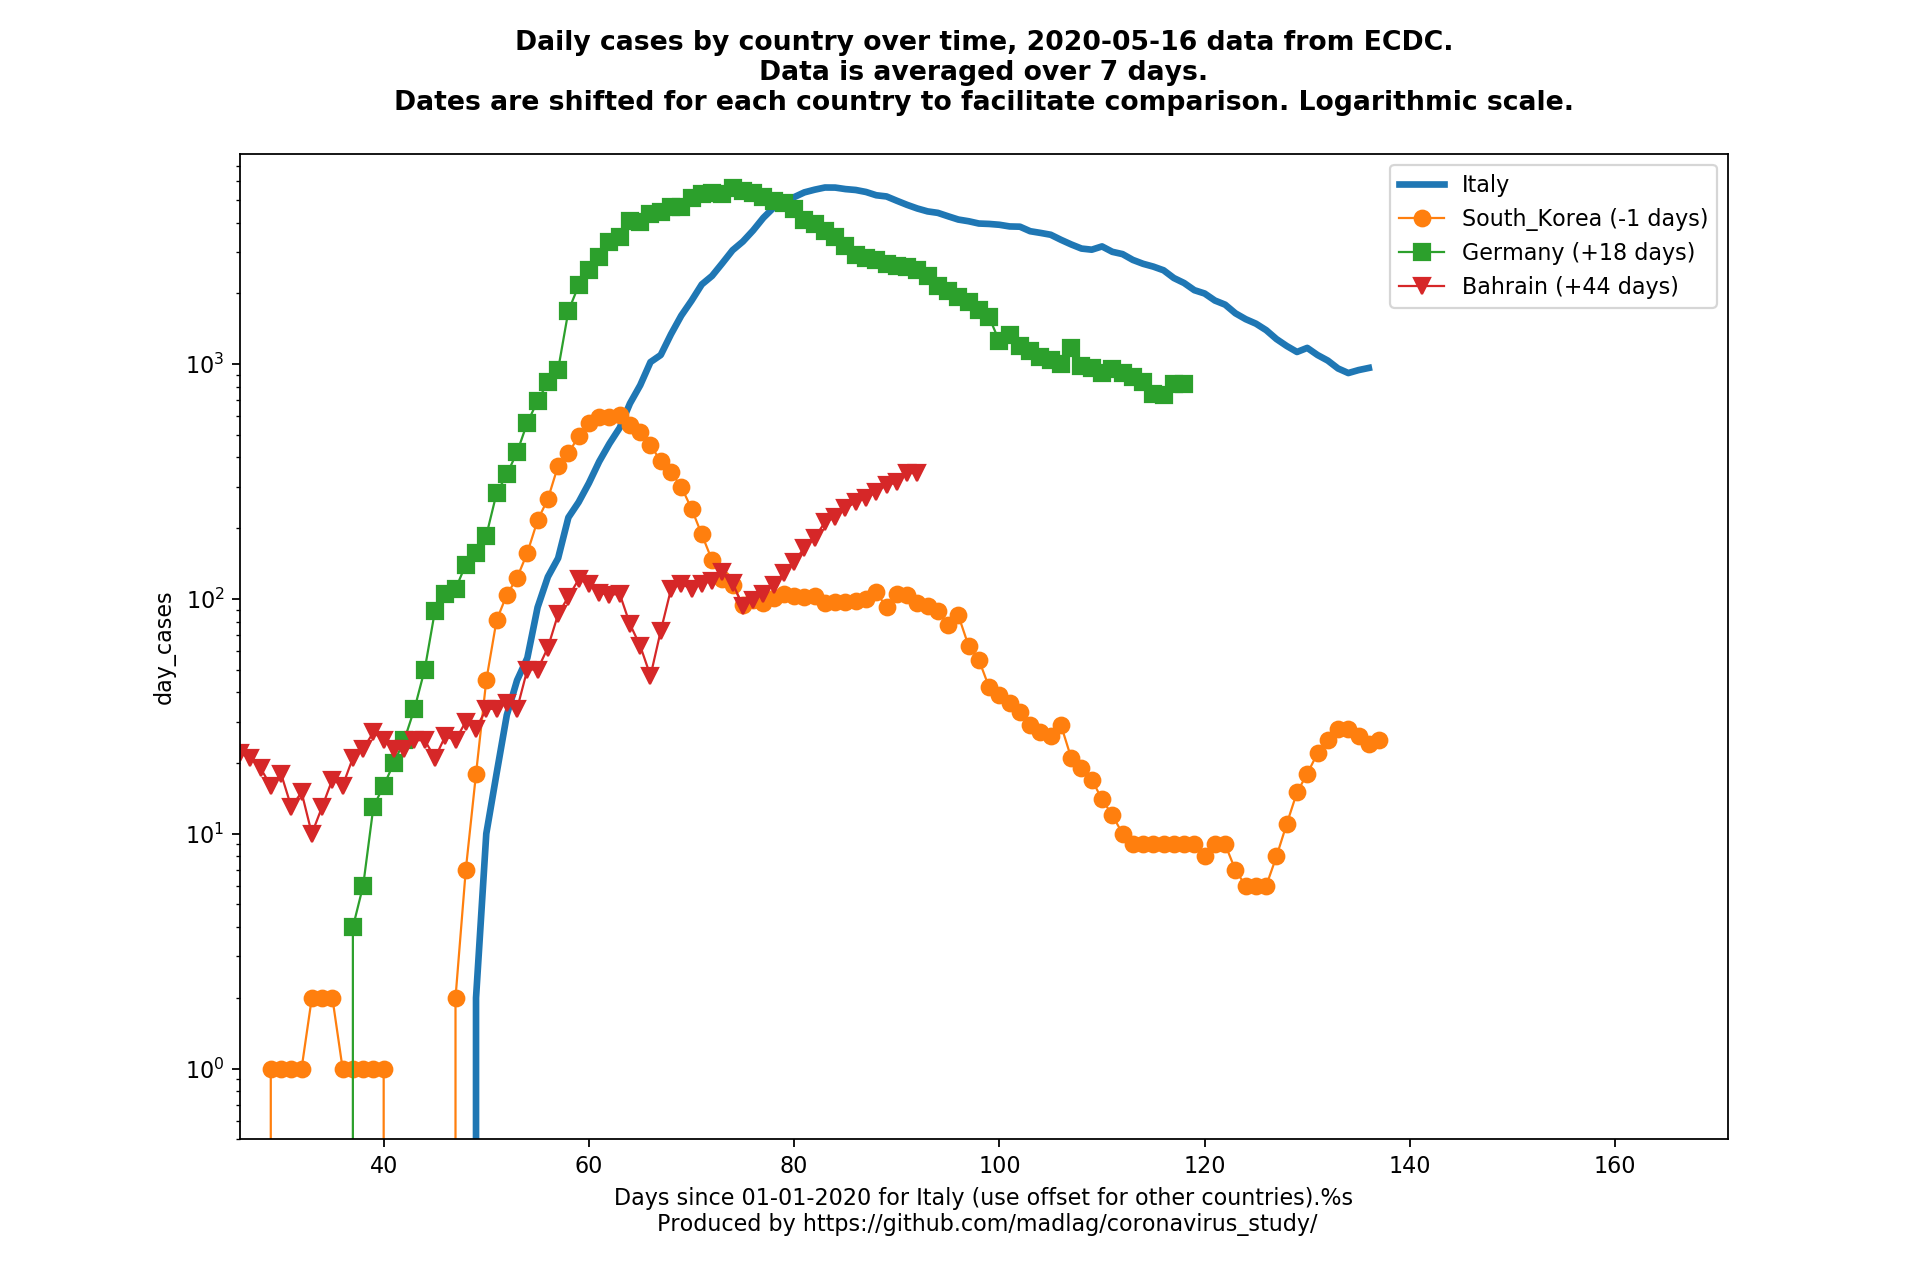 Daily cases by country over time, 2020-05-16 data from ECDC.
Data is averaged over 7 days.
Dates are shifted for each country to facilitate comparison. Logarithmic scale.
Italy
South_Korea (-1 days)
Germany (+18 days)
Bahrain (+44 days)
day_cases
10³
10²
10¹
10⁰
40 60 80 100 120 140 160
Days since 01-01-2020 for Italy (use offset for other countries).%s
Produced by https://github.com/madlag/coronavirus_study/